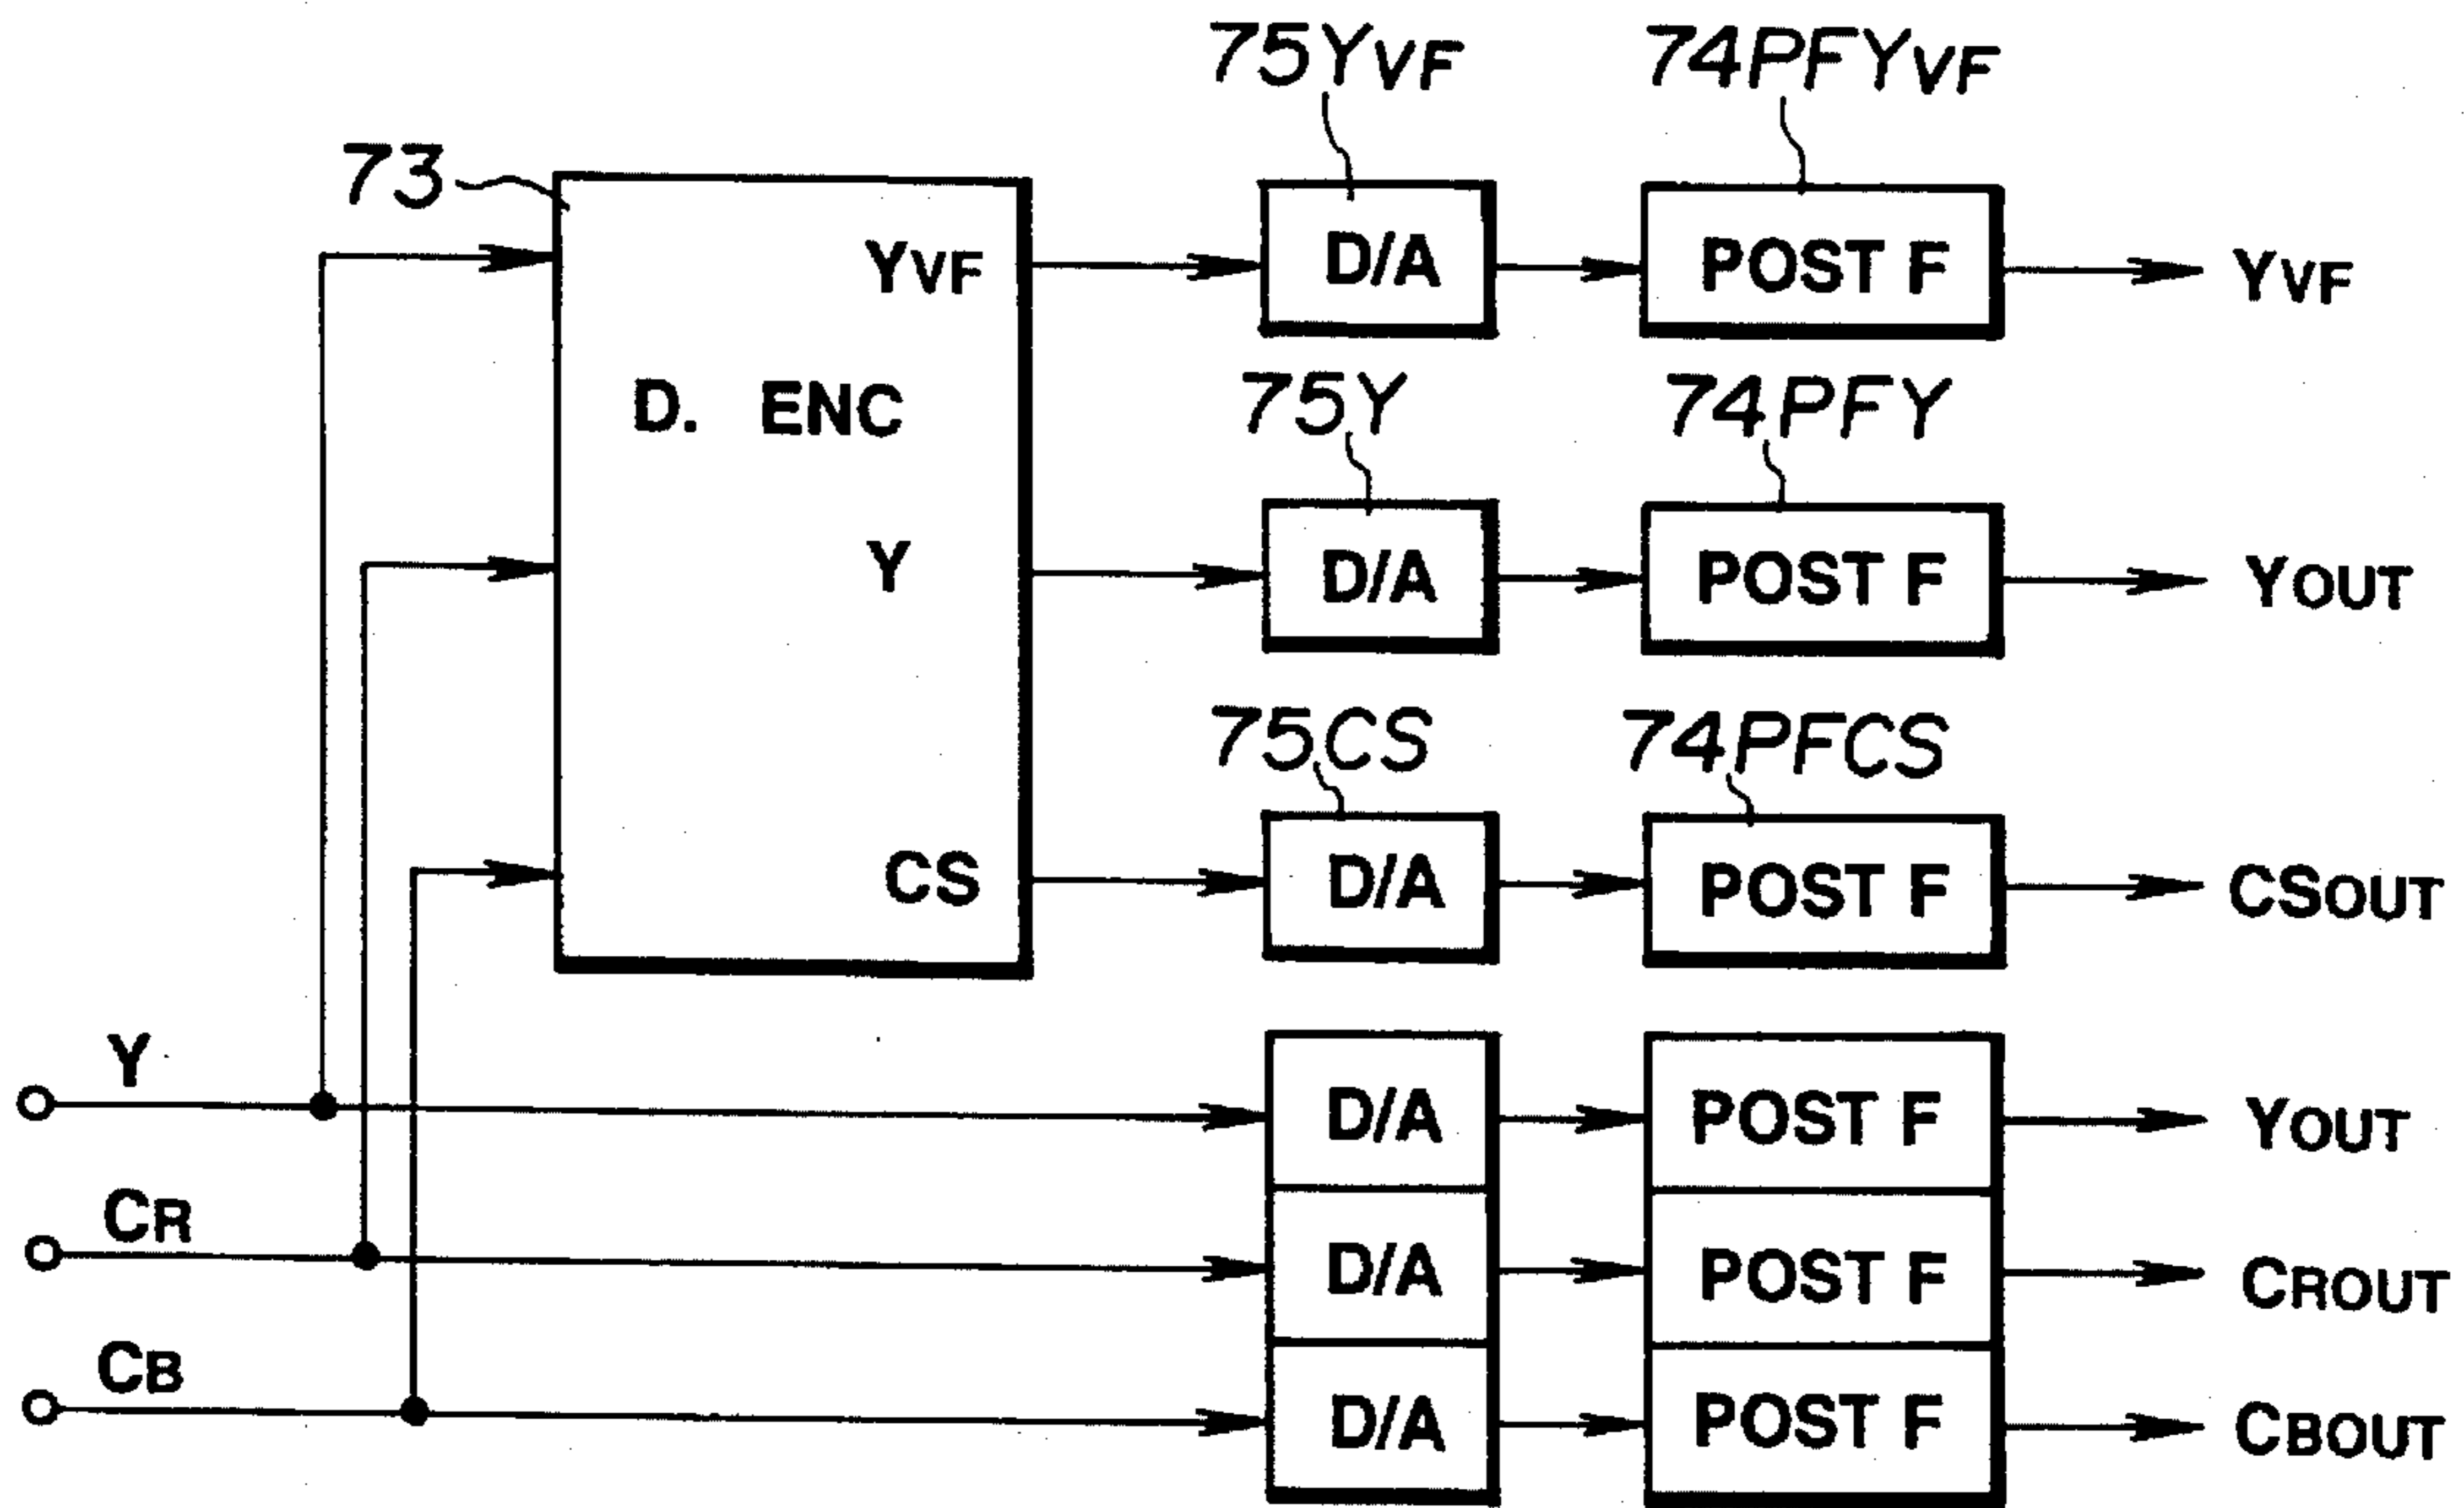 75YVF 74PFYVF
73
YVF D/A POST F YVF
D. ENC
75Y 74PFY
Y D/A POST F YOUT
75CS 74PFCS
CS D/A POST F CSOUT
Y
D/A POST F YOUT
CR
D/A POST F CROUT
CB
D/A POST F CBOUT